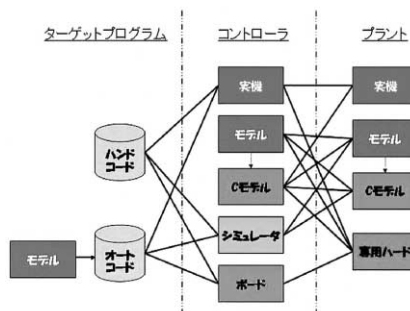 ターゲットプログラム
コントローラ
プラント
実機
実機
モデル
モデル
ハンド
コード
Cモデル
Cモデル
シミュレータ
専用ハード
モデル
オート
コード
ボード